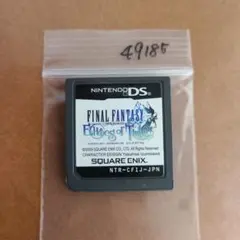 49185
NINTENDO DS
FINAL FANTASY
Echoes of Time
SQUARE ENIX
NTR-CFIJ-JPN